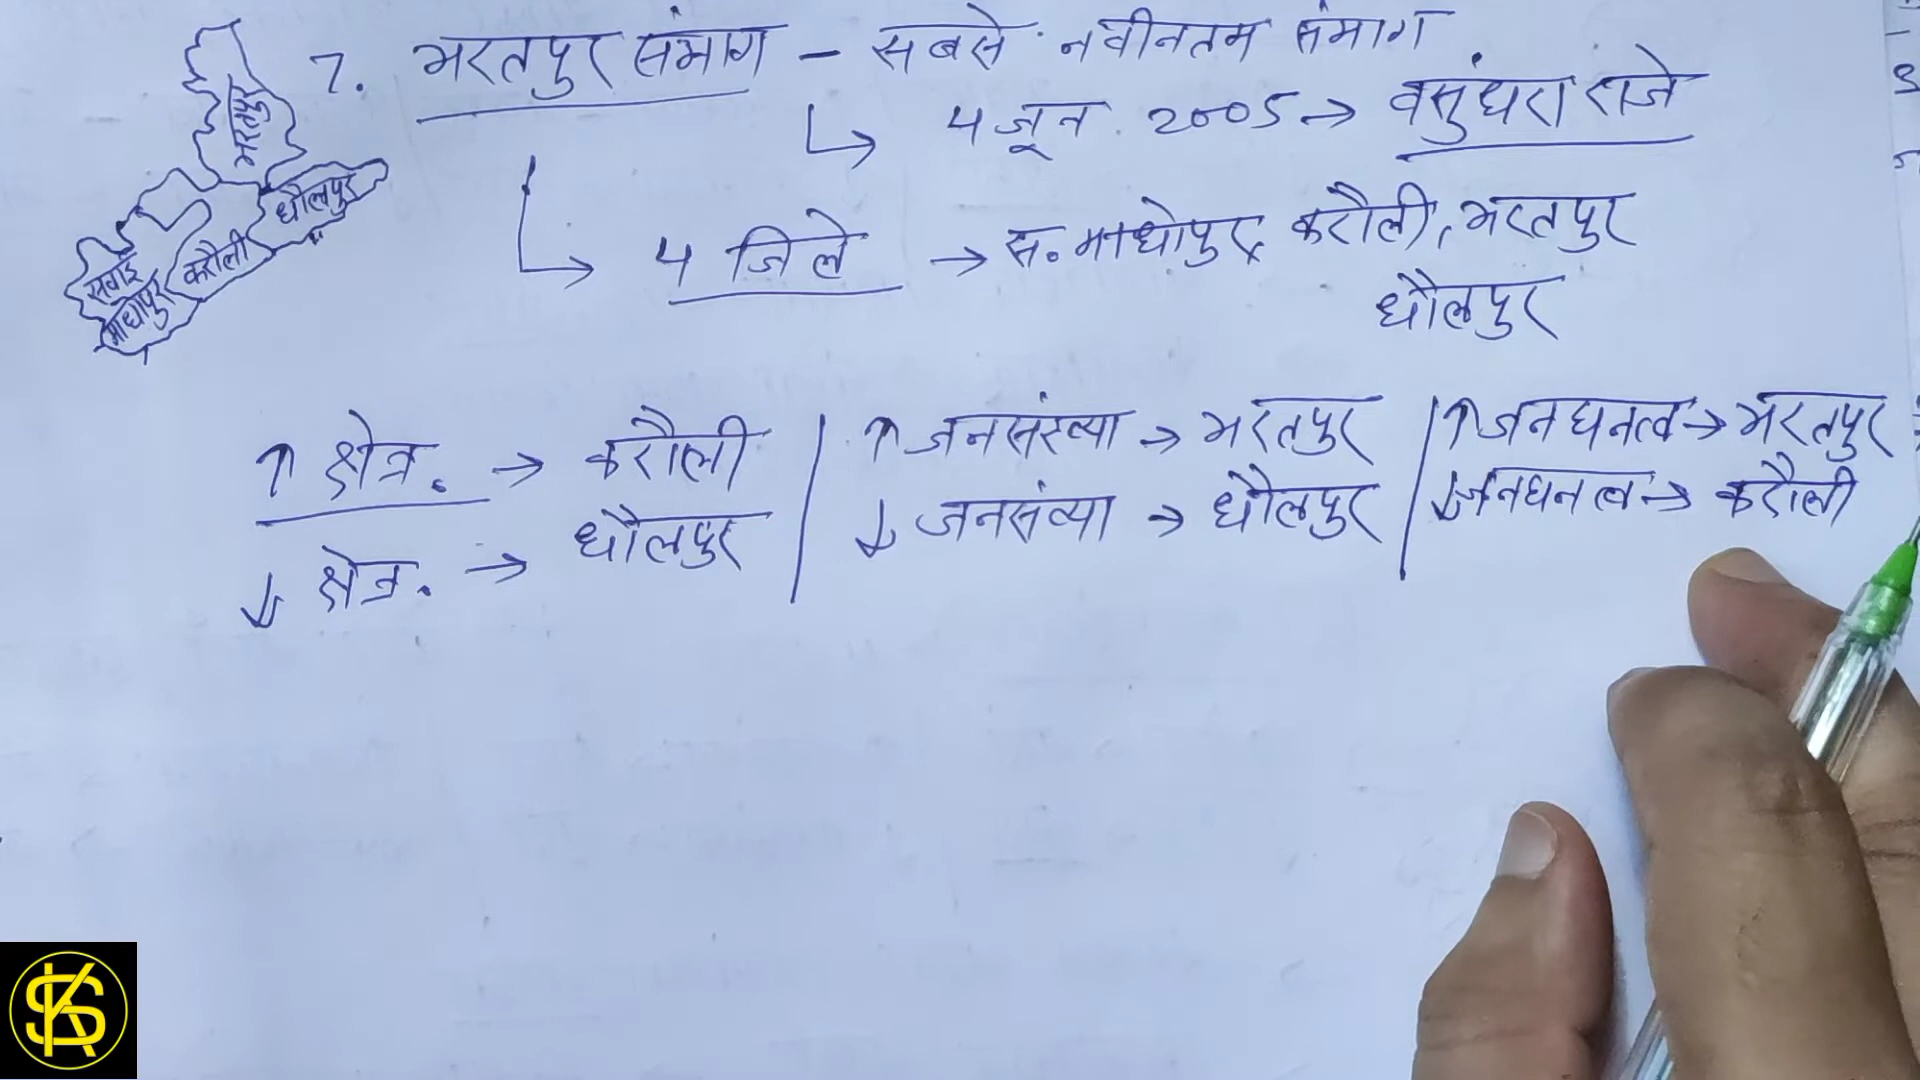 7. भरतपुर संभाग – सबसे नवीनतम संभाग
↳ 4 जून 2005 → वसुंधरा राजे
↳ 4 जिले → स. माधोपुर, करौली, भरतपुर
धौलपुर
भरतपुर
धौलपुर
करौली
सवाई
माधोपुर
↑ क्षेत्र. → करौली
↓ क्षेत्र. → धौलपुर
↑ जनसंख्या → भरतपुर
↓ जनसंख्या → धौलपुर
↑ जनघनत्व → भरतपुर
↓ जनघनत्व → करौली